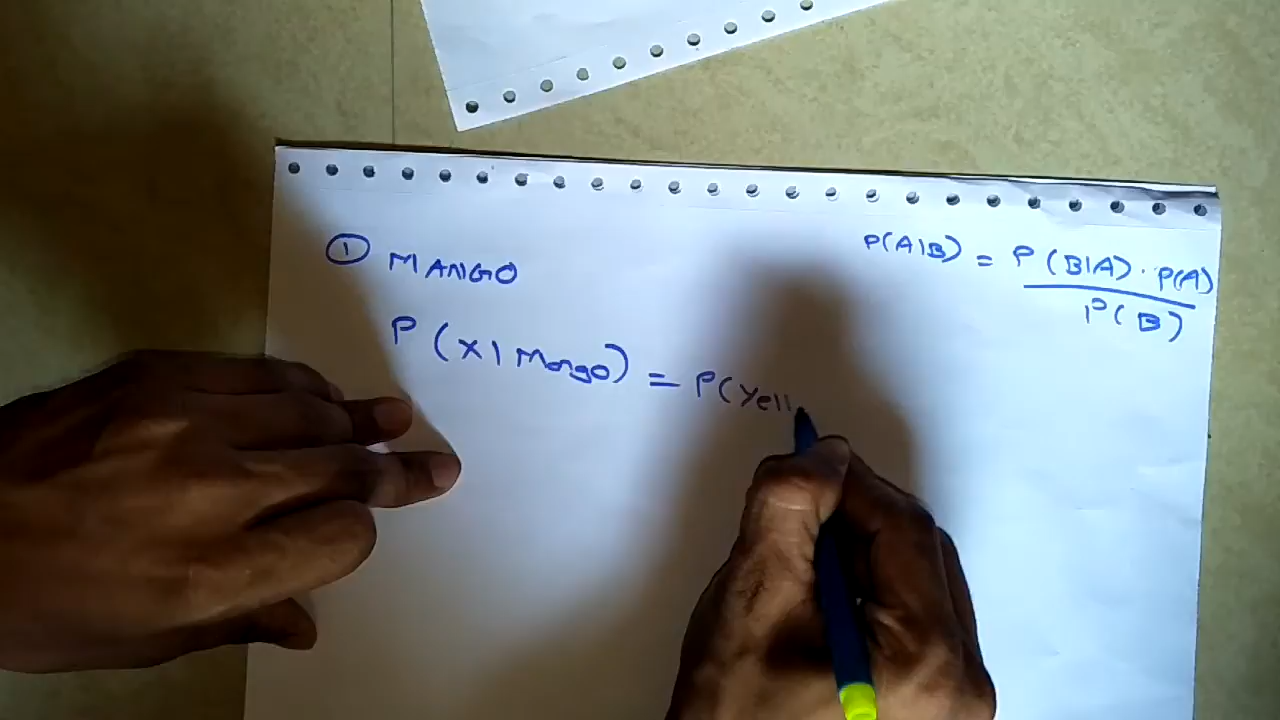 ① MANGO
P(A|B) = P(B|A) · P(A)
P(B)
P(X|Mango) = P(Yell